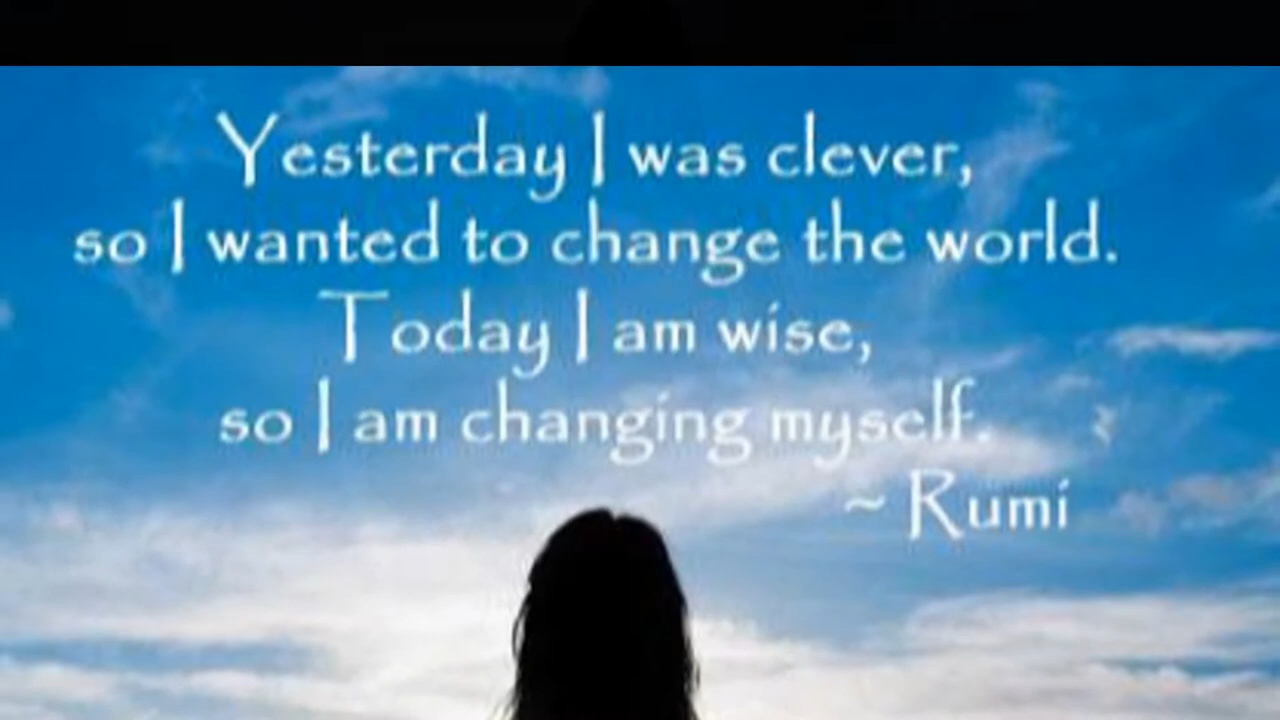 Yesterday I was clever,
so I wanted to change the world.
Today I am wise,
so I am changing myself.
~ Rumi